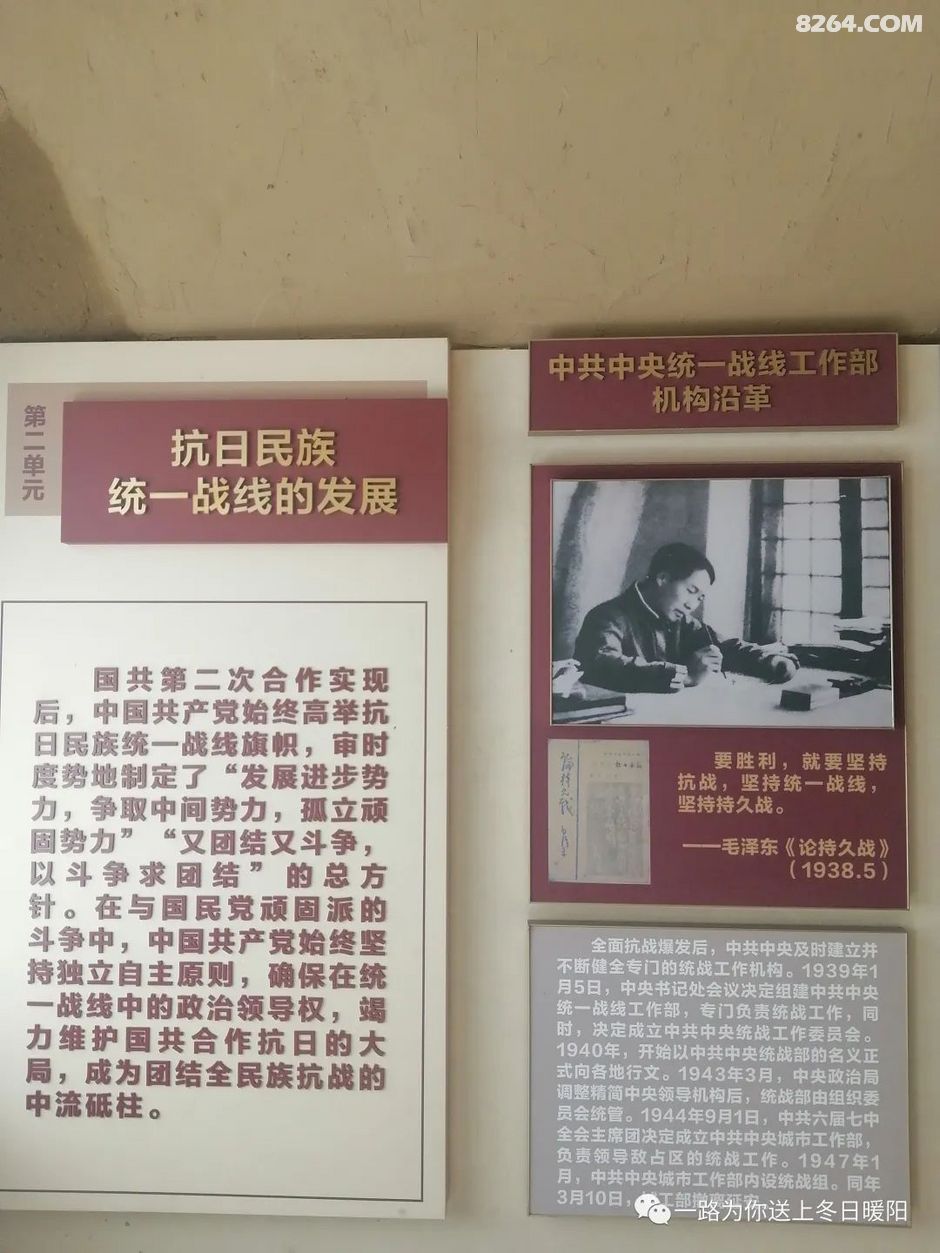 8264.COM
第二单元
抗日民族
统一战线的发展
国共第二次合作实现
后，中国共产党始终高举抗
日民族统一战线旗帜，审时
度势地制定了“发展进步势
力，争取中间势力，孤立顽
固势力”“又团结又斗争，
以斗争求团结”的总方
针。在与国民党顽固派的
斗争中，中国共产党始终坚
持独立自主原则，确保在统
一战线中的政治领导权，竭
力维护国共合作抗日的大
局，成为团结全民族抗战的
中流砥柱。
中共中央统一战线工作部
机构沿革
論持久战
要胜利，就要坚持
抗战，坚持统一战线，
坚持持久战。
——毛泽东《论持久战》
（1938.5）
全面抗战爆发后，中共中央及时建立并
不断健全专门的统战工作机构。1939年1
月5日，中央书记处会议决定组建中共中央
统一战线工作部，专门负责统战工作，同
时，决定成立中共中央统战工作委员会。
1940年，开始以中共中央统战部的名义正
式向各地行文。1943年3月，中央政治局
调整精简中央领导机构后，统战部由组织委
员会统管。1944年9月1日，中共六届七中
全会主席团决定成立中共中央城市工作部，
负责领导敌占区的统战工作。1947年1
月，中共中央城市工作部内设统战组。同年
3月10日，工部撤离延安
一路为你送上冬日暖阳